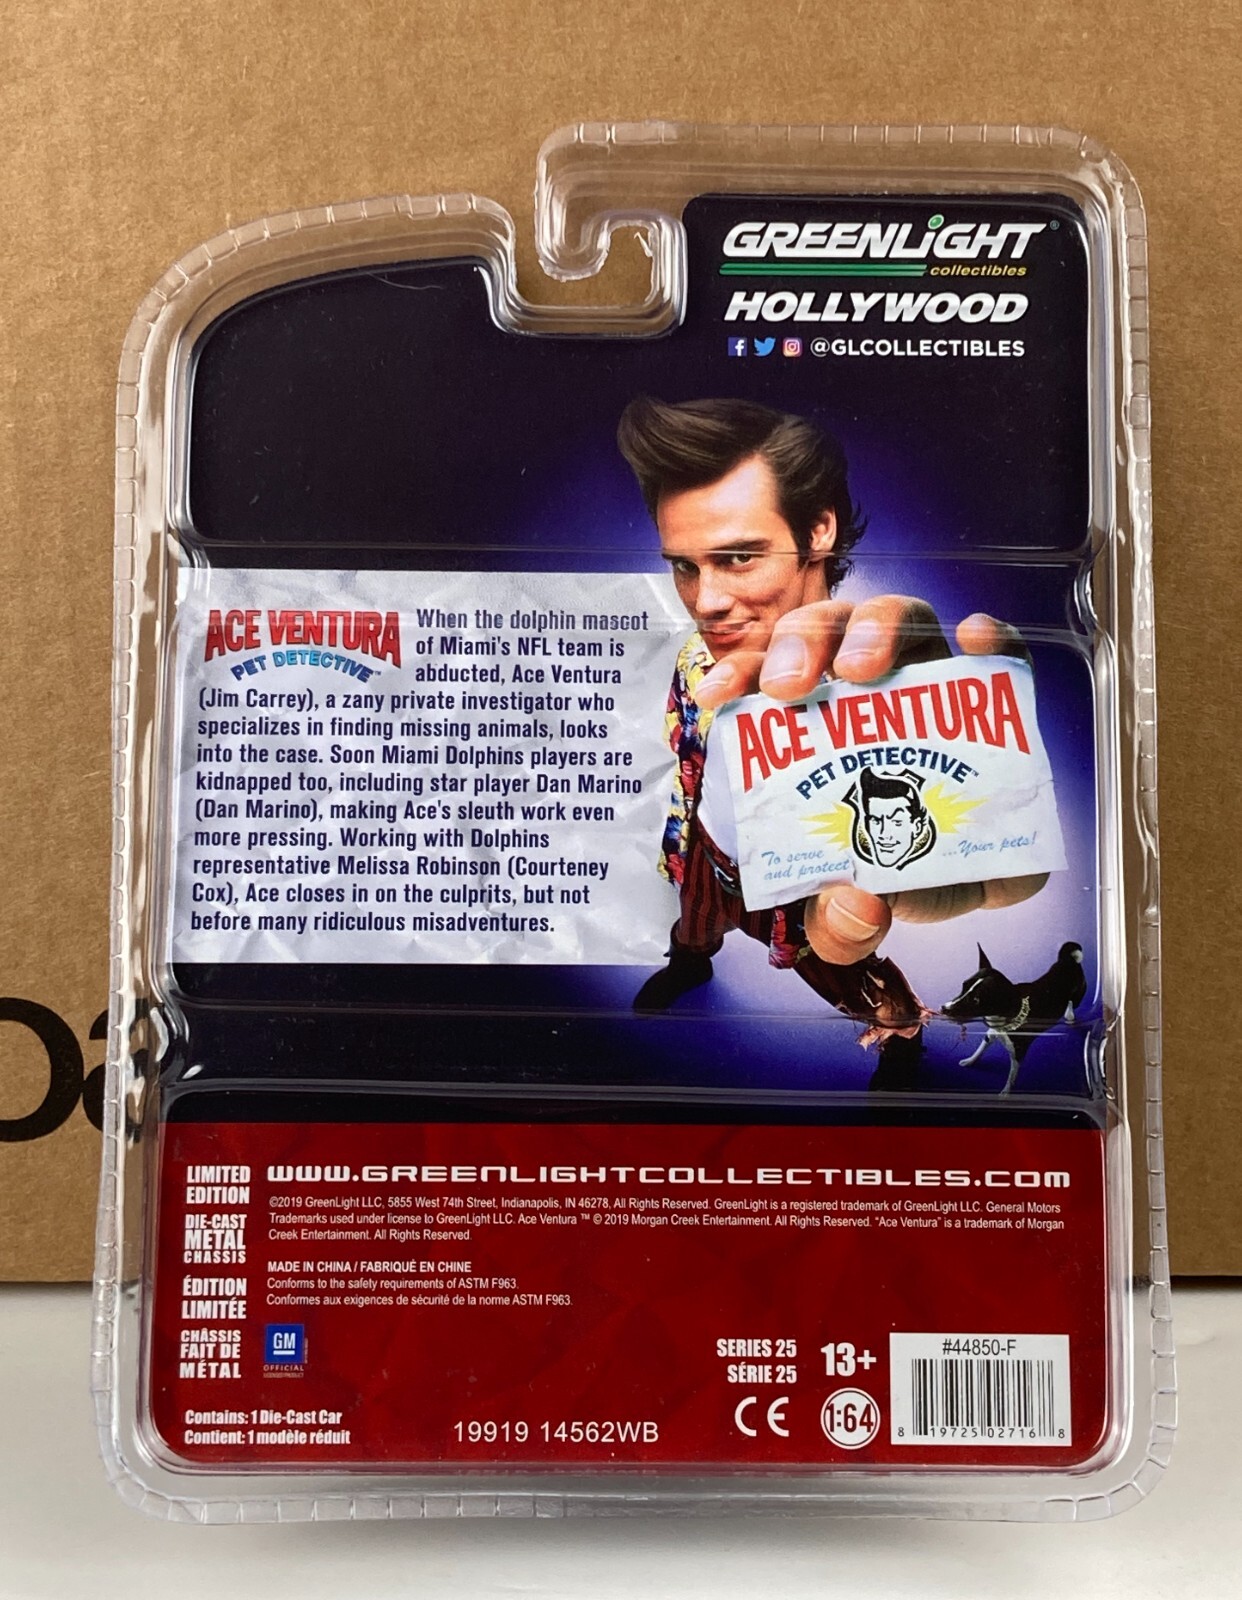 GREENLiGHT®
collectibles
HOLLYWOOD
@GLCOLLECTIBLES
ACE VENTURA
PET DETECTIVE™
When the dolphin mascot
of Miami's NFL team is
abducted, Ace Ventura
(Jim Carrey), a zany private investigator who
specializes in finding missing animals, looks
into the case. Soon Miami Dolphins players are
kidnapped too, including star player Dan Marino
(Dan Marino), making Ace's sleuth work even
more pressing. Working with Dolphins
representative Melissa Robinson (Courteney
Cox), Ace closes in on the culprits, but not
before many ridiculous misadventures.
ACE VENTURA
PET DETECTIVE™
To serve
and protect
...Your pets!
LIMITED
EDITION
DIE-CAST
METAL
CHASSIS
ÉDITION
LIMITÉE
CHÂSSIS
FAIT DE
MÉTAL
www.GREENLIGHTCOLLECTIBLES.COM
©2019 GreenLight LLC, 5855 West 74th Street, Indianapolis, IN 46278, All Rights Reserved. GreenLight is a registered trademark of GreenLight LLC. General Motors
Trademarks used under license to GreenLight LLC. Ace Ventura ™ © 2019 Morgan Creek Entertainment. All Rights Reserved. "Ace Ventura" is a trademark of Morgan
Creek Entertainment. All Rights Reserved.
MADE IN CHINA / FABRIQUÉ EN CHINE
Conforms to the safety requirements of ASTM F963.
Conformes aux exigences de sécurité de la norme ASTM F963.
GM
OFFICIAL
LICENSED PRODUCT
Contains: 1 Die-Cast Car
Contient: 1 modèle réduit
19919 14562WB
SERIES 25
SÉRIE 25
13+
CE
1:64
#44850-F
8 19725 02716 8